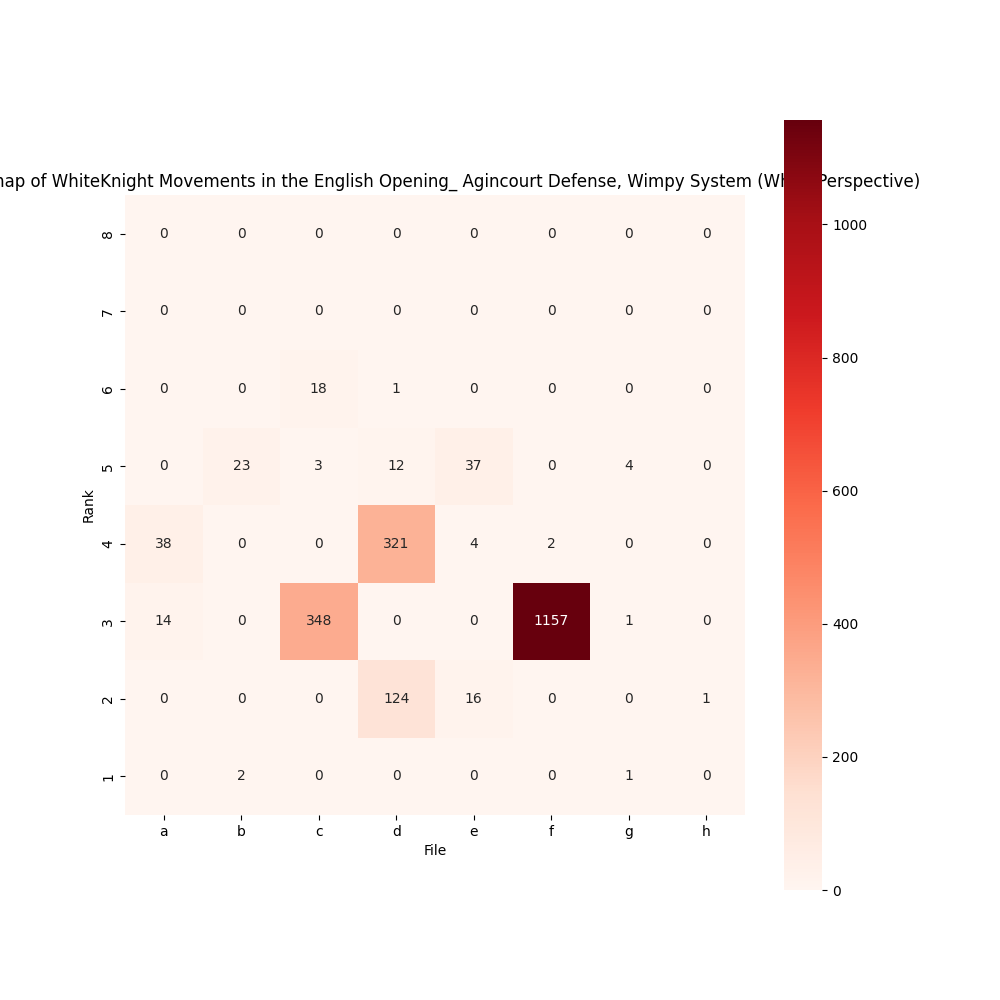 map of WhiteKnight Movements in the English Opening_ Agincourt Defense, Wimpy System (Wh Perspective)
1000
8 0 0 0 0 0 0 0 0
7 0 0 0 0 0 0 0 0
800
6 0 0 18 1 0 0 0 0
600
5 0 23 3 12 37 0 4 0
Rank
4 38 0 0 321 4 2 0 0
400
3 14 0 348 0 0 1157 1 0
200
2 0 0 0 124 16 0 0 1
1 0 2 0 0 0 0 1 0
a b c d e f g h
File
0